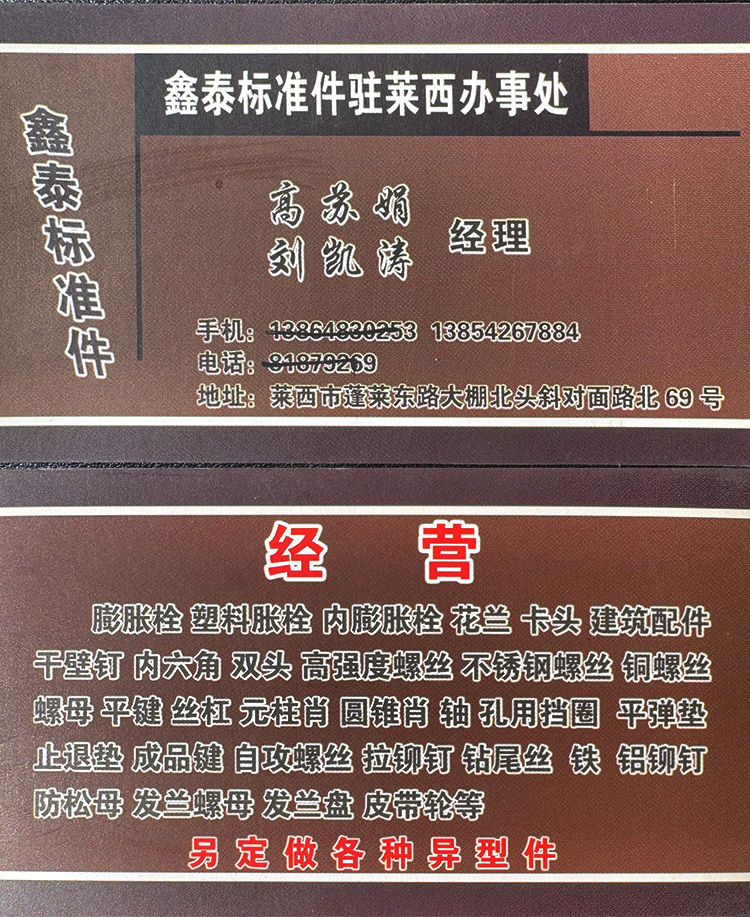 鑫泰标准件驻莱西办事处
鑫泰标准件
高苏娟
刘凯涛
经理
手机：13864830253 13854267884
电话：81879269
地址：莱西市蓬莱东路大棚北头斜对面路北69号
经营
膨胀栓 塑料胀栓 内膨胀栓 花兰 卡头 建筑配件
干壁钉 内六角 双头 高强度螺丝 不锈钢螺丝 铜螺丝
螺母 平键 丝杠 元柱肖 圆锥肖 轴 孔用挡圈 平弹垫
止退垫 成品键 自攻螺丝 拉铆钉 钻尾丝 铁 铝铆钉
防松母 发兰螺母 发兰盘 皮带轮等
另定做各种异型件